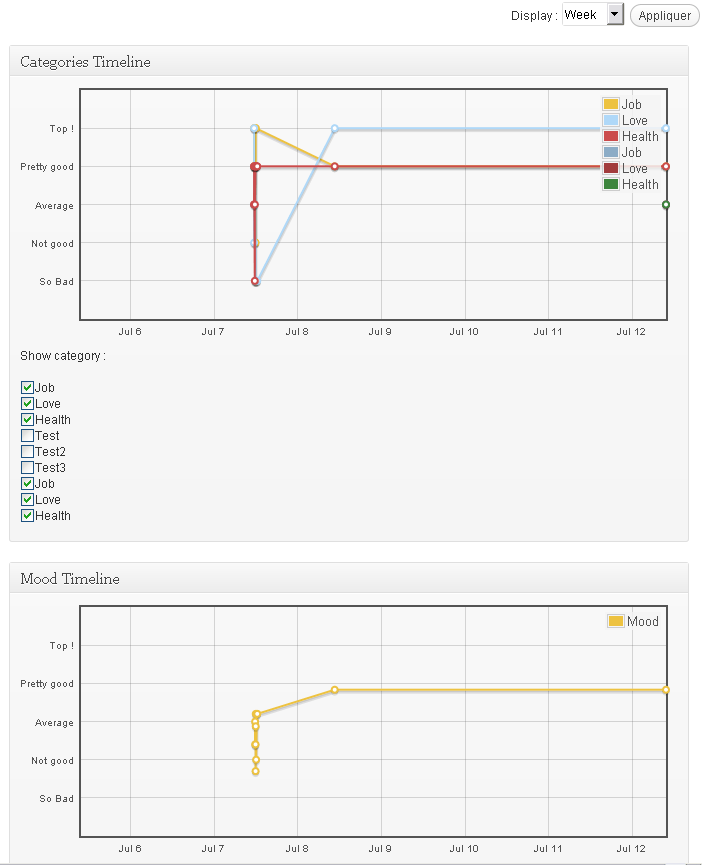 Display : Week Appliquer
Categories Timeline
Top !
Pretty good
Average
Not good
So Bad
Job
Love
Health
Job
Love
Health
Jul 6 Jul 7 Jul 8 Jul 9 Jul 10 Jul 11 Jul 12
Show category :
Job
Love
Health
Test
Test2
Test3
Job
Love
Health
Mood Timeline
Top !
Pretty good
Average
Not good
So Bad
Mood
Jul 6 Jul 7 Jul 8 Jul 9 Jul 10 Jul 11 Jul 12